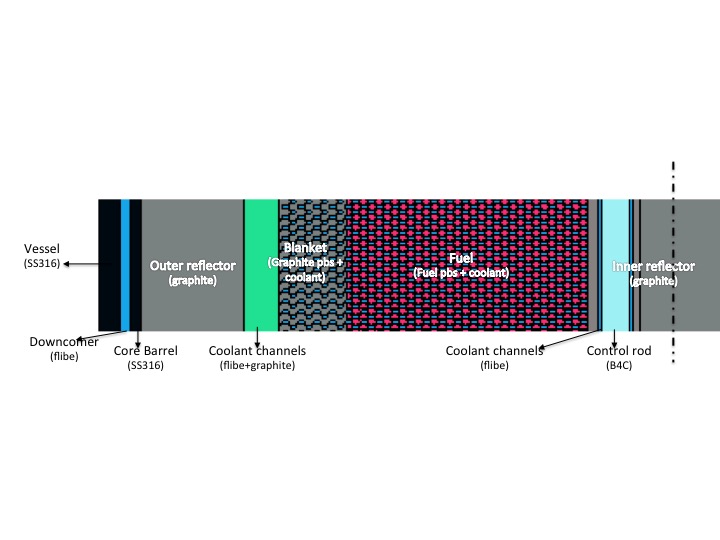 Vessel
(SS316)
Outer reflector
(graphite)
Blanket
(Graphite pbs +
coolant)
Fuel
(Fuel pbs + coolant)
Inner reflector
(graphite)
Downcomer
(flibe)
Core Barrel
(SS316)
Coolant channels
(flibe+graphite)
Coolant channels
(flibe)
Control rod
(B4C)